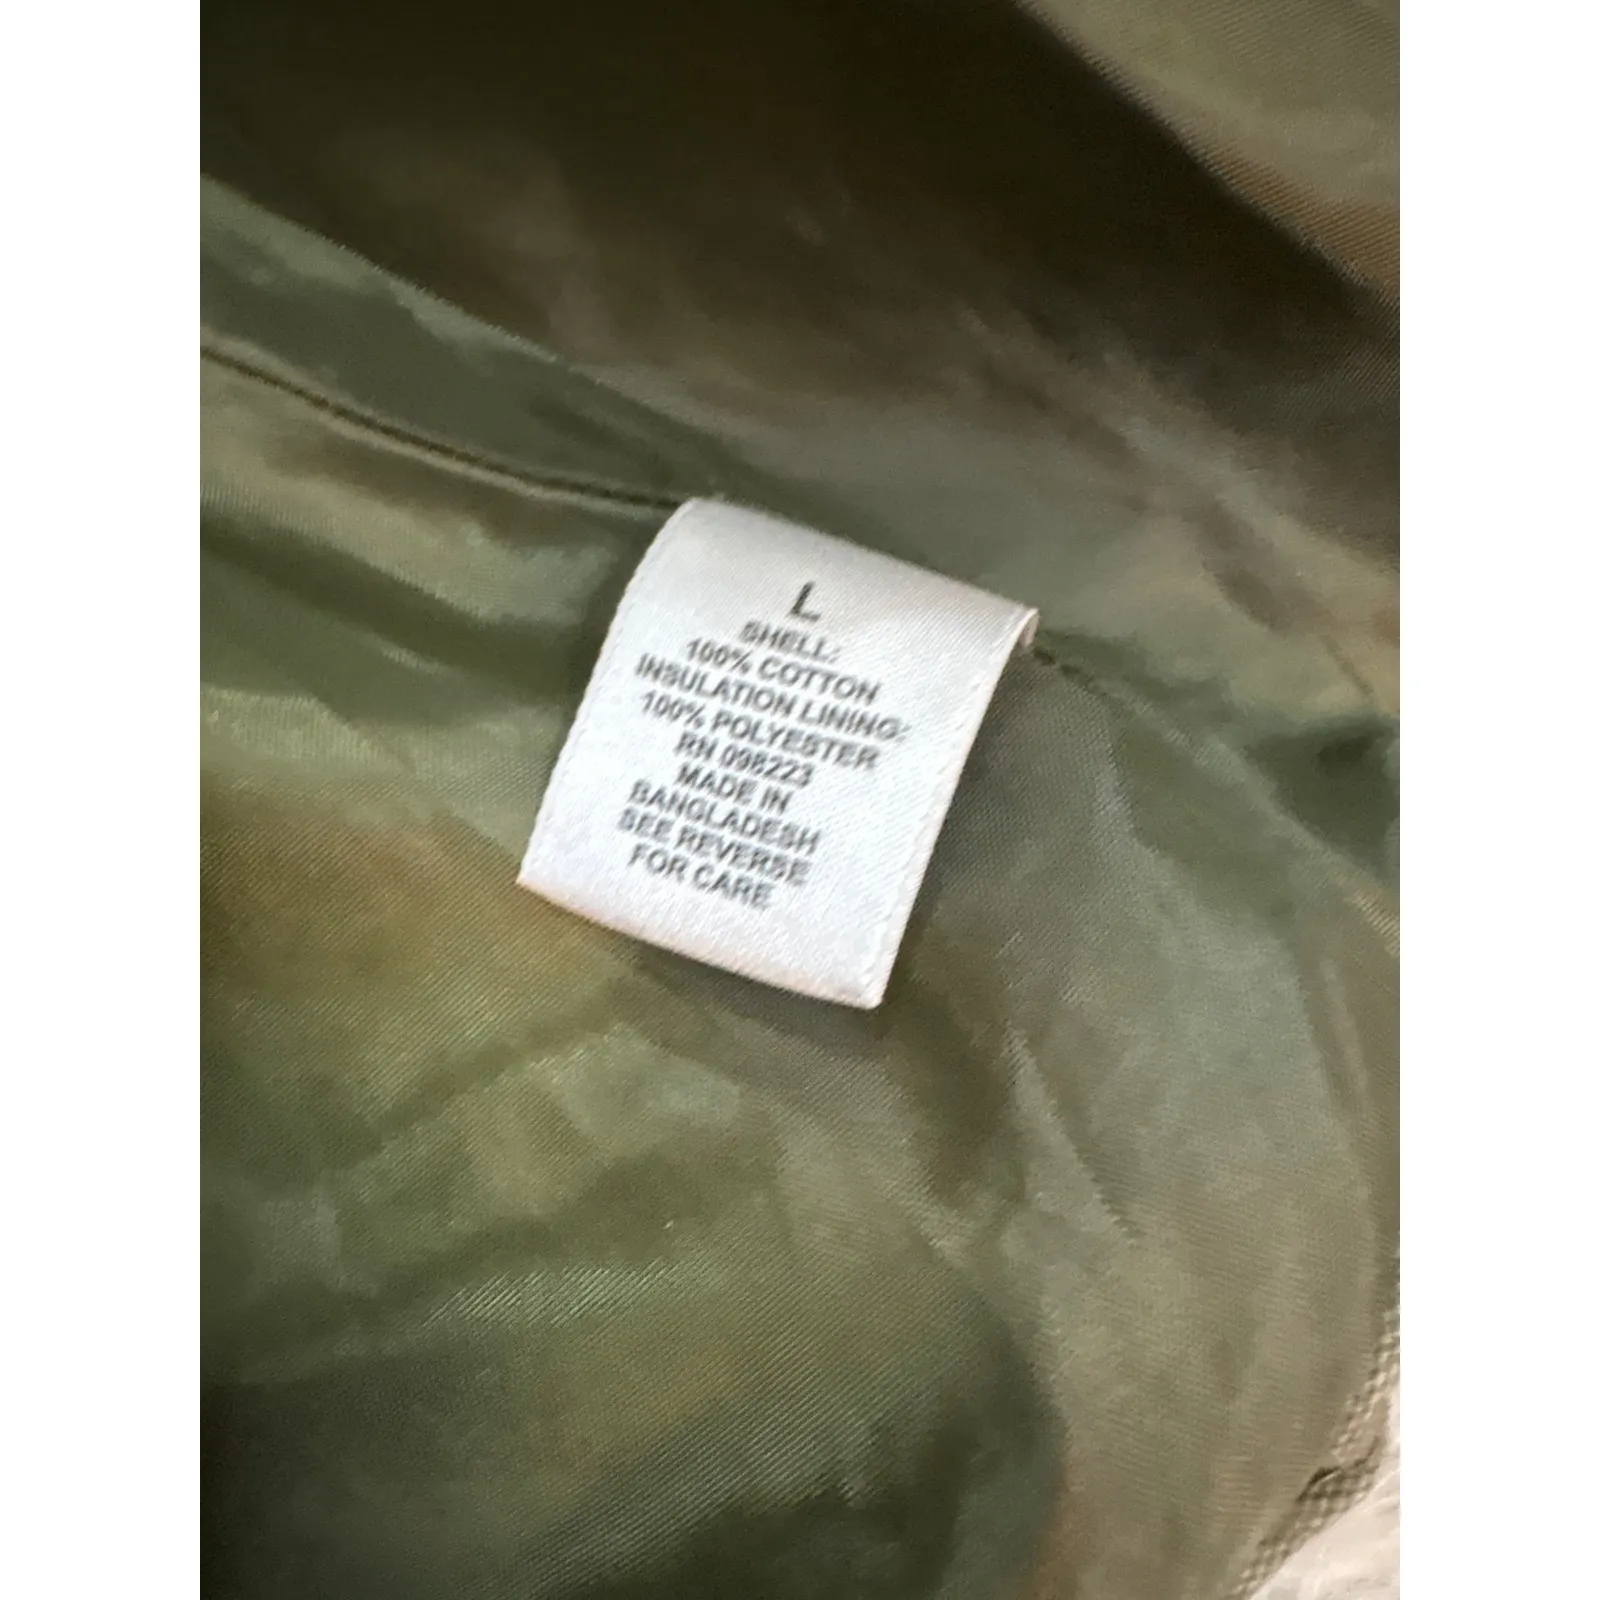 L
SHELL:
100% COTTON
INSULATION LINING:
100% POLYESTER
RN 098223
MADE IN
BANGLADESH
SEE REVERSE
FOR CARE